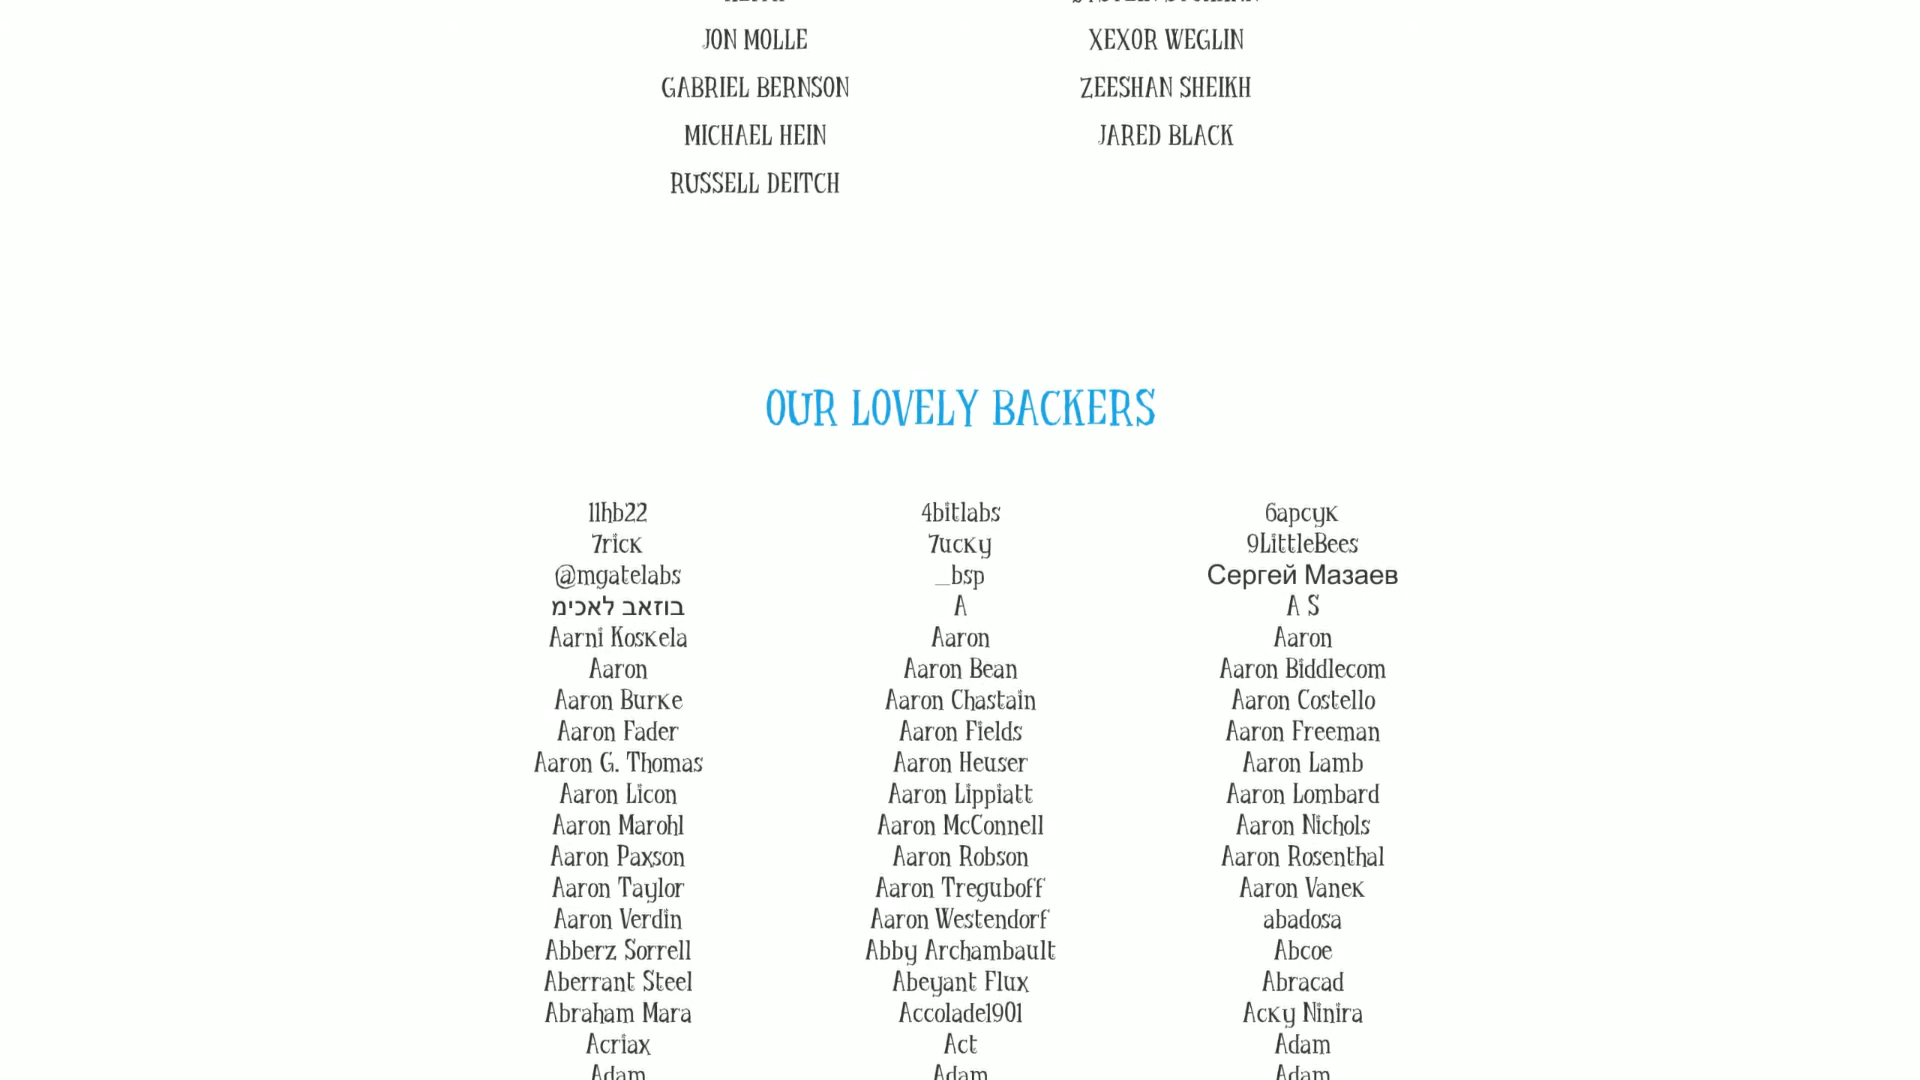 JON MOLLE XEXOR WEGLIN
GABRIEL BERNSON ZEESHAN SHEIKH
MICHAEL HEIN JARED BLACK
RUSSELL DEITCH
OUR LOVELY BACKERS
11hb22 4bitlabs 6apcyk
7rick 7ucky 9LittleBees
@mgatelabs _bsp Сергей Мазаев
בוזאב לאכימ A A S
Aarni Koskela Aaron Aaron
Aaron Aaron Bean Aaron Biddlecom
Aaron Burke Aaron Chastain Aaron Costello
Aaron Fader Aaron Fields Aaron Freeman
Aaron G. Thomas Aaron Heuser Aaron Lamb
Aaron Licon Aaron Lippiatt Aaron Lombard
Aaron Marohl Aaron McConnell Aaron Nichols
Aaron Paxson Aaron Robson Aaron Rosenthal
Aaron Taylor Aaron Treguboff Aaron Vanek
Aaron Verdin Aaron Westendorf abadosa
Abberz Sorrell Abby Archambault Abcoe
Aberrant Steel Abeyant Flux Abracad
Abraham Mara Accolade1901 Acky Ninira
Acriax Act Adam
Adam Adam Adam